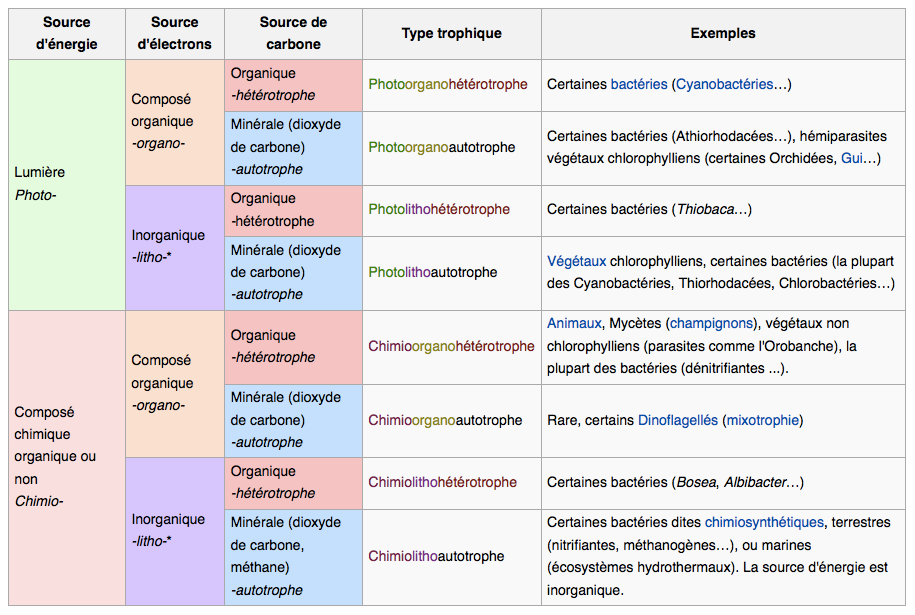 Source d'énergie
Source d'électrons
Source de carbone
Type trophique
Exemples
Lumière
Photo-
Composé
organique
-organo-
Organique
-hétérotrophe
Photoorganohétérotrophe
Certaines bactéries (Cyanobactéries…)
Minérale (dioxyde
de carbone)
-autotrophe
Photoorganoautotrophe
Certaines bactéries (Athiorhodacées…), hémiparasites
végétaux chlorophylliens (certaines Orchidées, Gui…)
Inorganique
-litho-*
Organique
-hétérotrophe
Photolithohétérotrophe
Certaines bactéries (Thiobaca…)
Minérale (dioxyde
de carbone)
-autotrophe
Photolithoautotrophe
Végétaux chlorophylliens, certaines bactéries (la plupart
des Cyanobactéries, Thiorhodacées, Chlorobactéries…)
Composé
chimique
organique ou
non
Chimio-
Composé
organique
-organo-
Organique
-hétérotrophe
Chimioorganohétérotrophe
Animaux, Mycètes (champignons), végétaux non
chlorophylliens (parasites comme l'Orobanche), la
plupart des bactéries (dénitrifiantes ...).
Minérale (dioxyde
de carbone)
-autotrophe
Chimioorganoautotrophe
Rare, certains Dinoflagellés (mixotrophie)
Inorganique
-litho-*
Organique
-hétérotrophe
Chimiolithohétérotrophe
Certaines bactéries (Bosea, Albibacter…)
Minérale (dioxyde
de carbone,
méthane)
-autotrophe
Chimiolithoautotrophe
Certaines bactéries dites chimiosynthétiques, terrestres
(nitrifiantes, méthanogènes…), ou marines
(écosystèmes hydrothermaux). La source d'énergie est
inorganique.